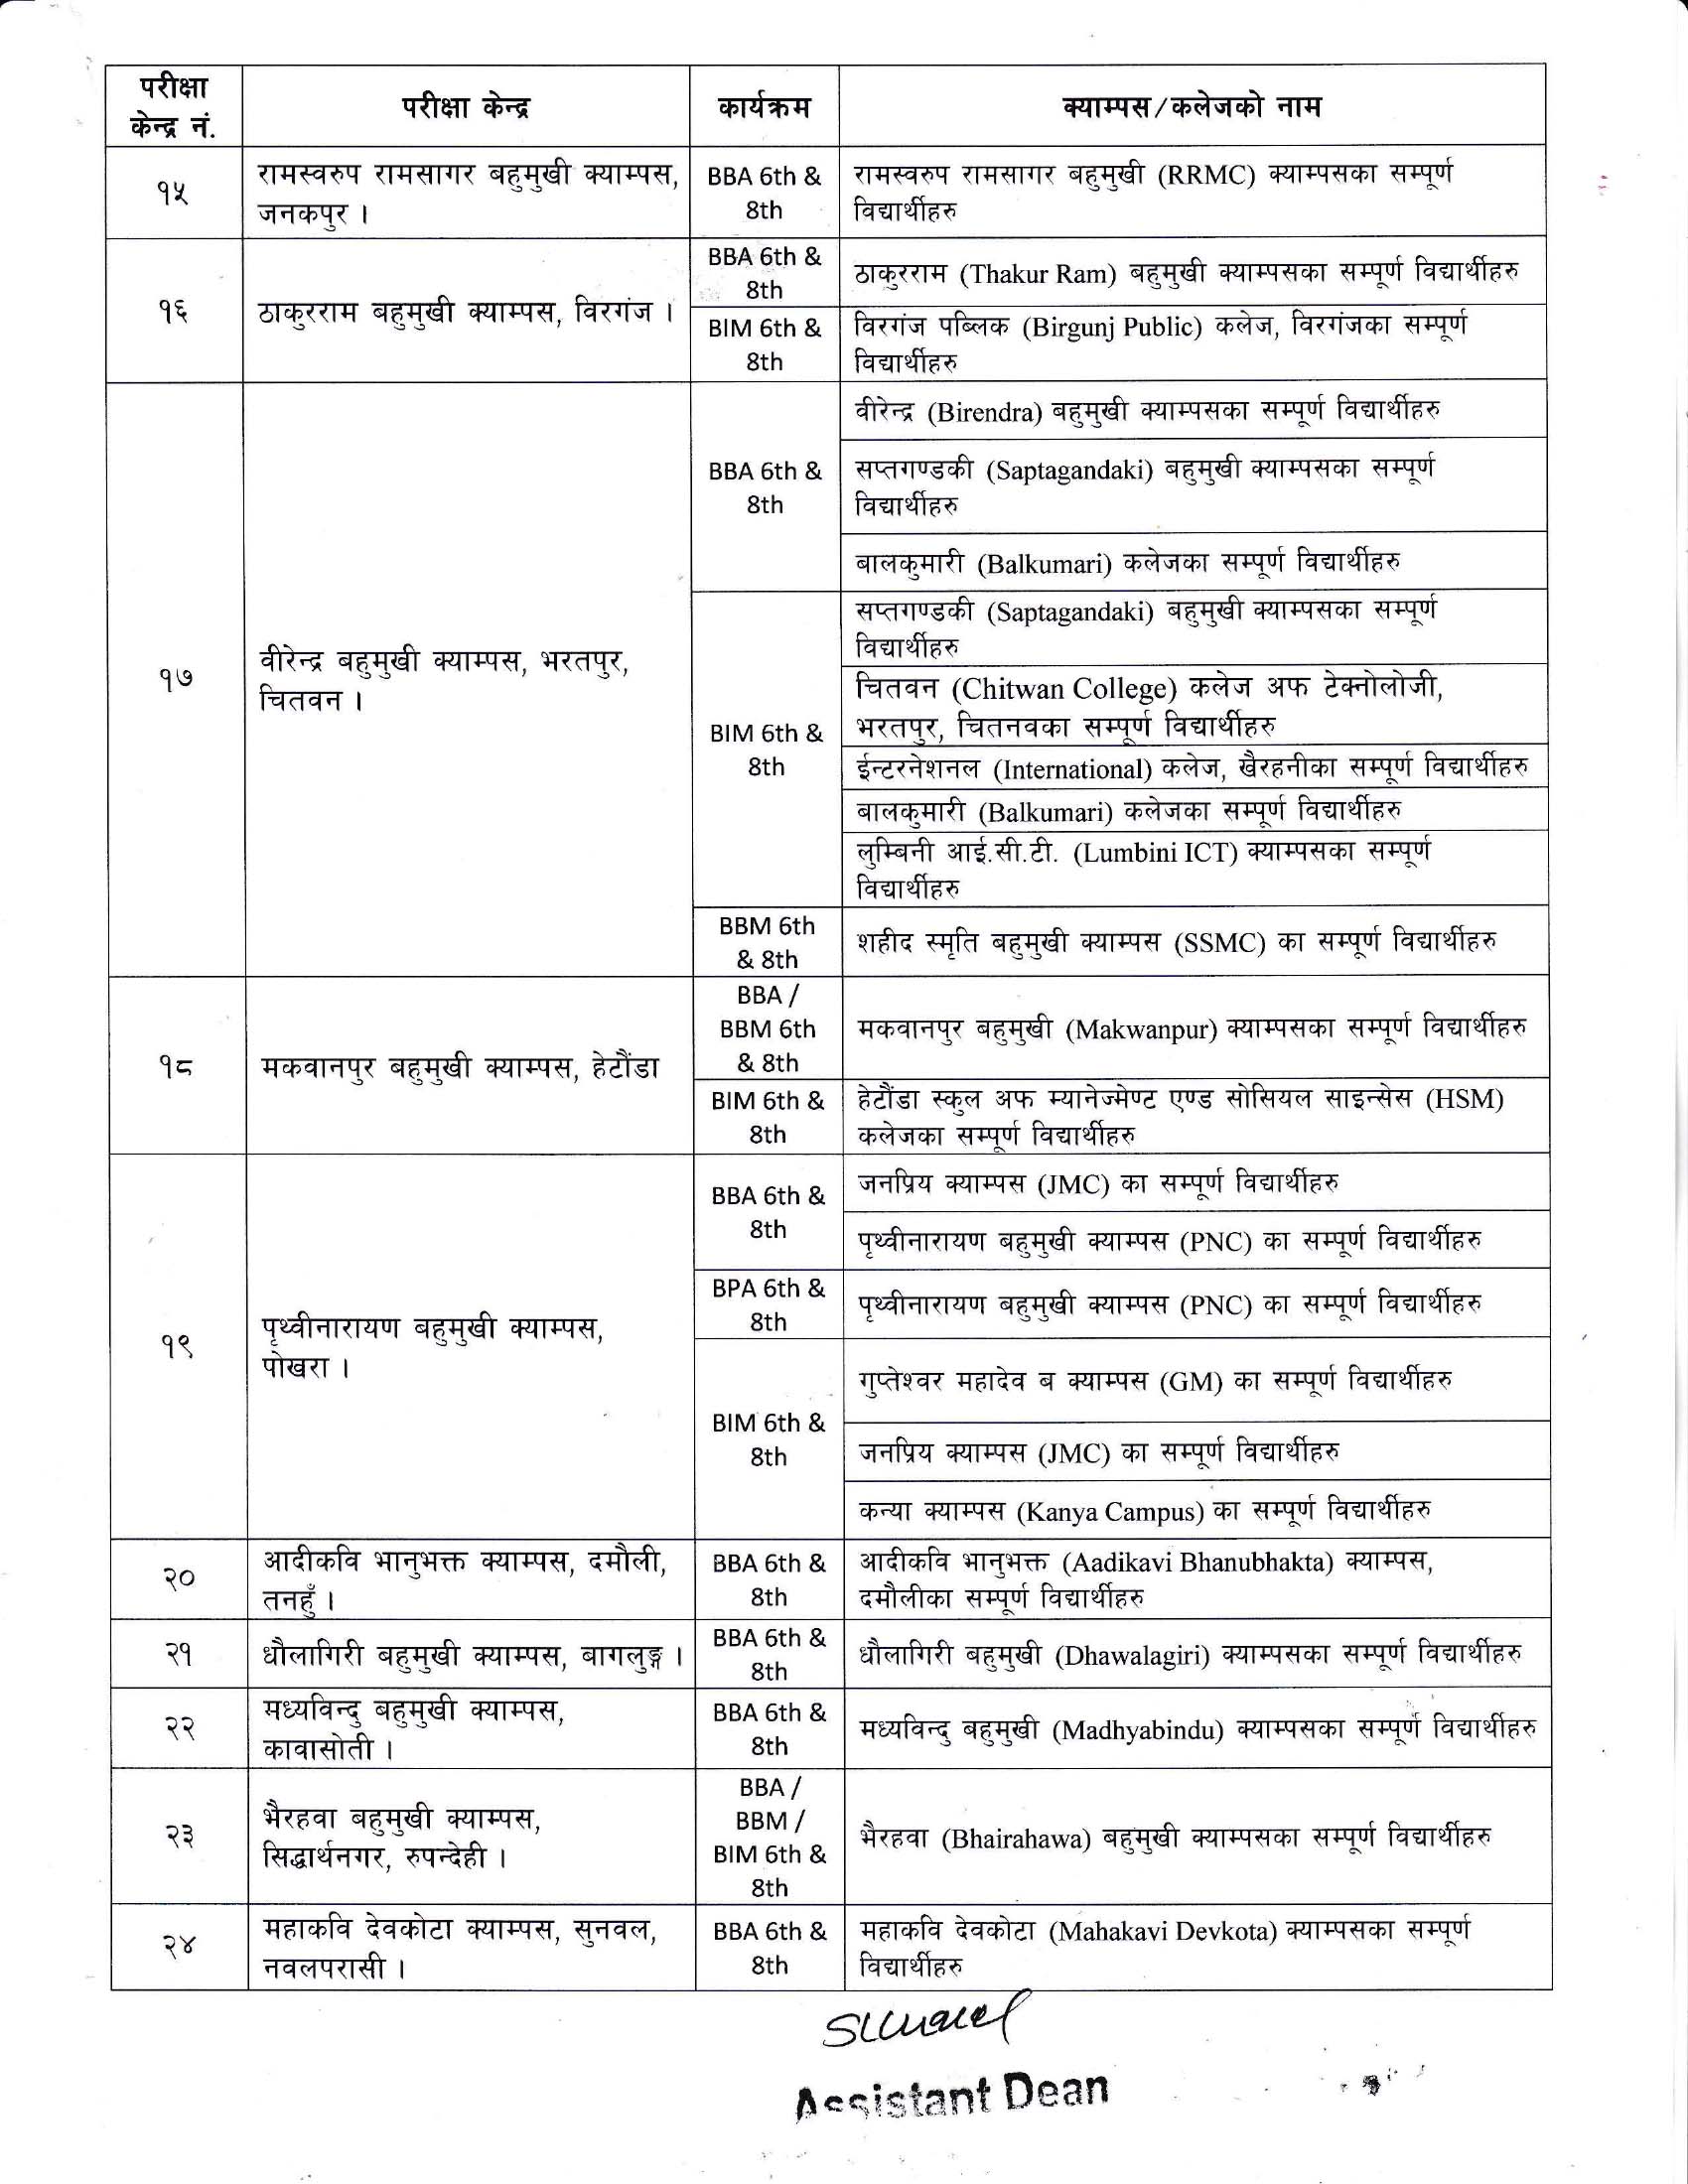 परीक्षा
केन्द्र नं.
परीक्षा केन्द्र
कार्यक्रम
क्याम्पस/कलेजको नाम
१५
रामस्वरुप रामसागर बहुमुखी क्याम्पस,
जनकपुर ।
BBA 6th &
8th
रामस्वरुप रामसागर बहुमुखी (RRMC) क्याम्पसका सम्पूर्ण
विद्यार्थीहरु
१६
ठाकुरराम बहुमुखी क्याम्पस, विरगंज ।
BBA 6th &
8th
ठाकुरराम (Thakur Ram) बहुमुखी क्याम्पसका सम्पूर्ण विद्यार्थीहरु
BIM 6th &
8th
विरगंज पब्लिक (Birgunj Public) कलेज, विरगंजका सम्पूर्ण
विद्यार्थीहरु
१७
वीरेन्द्र बहुमुखी क्याम्पस, भरतपुर,
चितवन ।
BBA 6th &
8th
वीरेन्द्र (Birendra) बहुमुखी क्याम्पसका सम्पूर्ण विद्यार्थीहरु
सप्तगण्डकी (Saptagandaki) बहुमुखी क्याम्पसका सम्पूर्ण
विद्यार्थीहरु
बालकुमारी (Balkumari) कलेजका सम्पूर्ण विद्यार्थीहरु
BIM 6th &
8th
सप्तगण्डकी (Saptagandaki) बहुमुखी क्याम्पसका सम्पूर्ण
विद्यार्थीहरु
चितवन (Chitwan College) कलेज अफ टेक्नोलोजी,
भरतपुर, चितनवका सम्पूर्ण विद्यार्थीहरु
ईन्टरनेशनल (International) कलेज, खैरहनीका सम्पूर्ण विद्यार्थीहरु
बालकुमारी (Balkumari) कलेजका सम्पूर्ण विद्यार्थीहरु
लुम्बिनी आई.सी.टी. (Lumbini ICT) क्याम्पसका सम्पूर्ण
विद्यार्थीहरु
BBM 6th
& 8th
शहीद स्मृति बहुमुखी क्याम्पस (SSMC) का सम्पूर्ण विद्यार्थीहरु
१८
मकवानपुर बहुमुखी क्याम्पस, हेटौंडा
BBA /
BBM 6th
& 8th
मकवानपुर बहुमुखी (Makwanpur) क्याम्पसका सम्पूर्ण विद्यार्थीहरु
BIM 6th &
8th
हेटौंडा स्कुल अफ म्यानेज्मेण्ट एण्ड सोसियल साइन्सेस (HSM)
कलेजका सम्पूर्ण विद्यार्थीहरु
१९
पृथ्वीनारायण बहुमुखी क्याम्पस,
पोखरा ।
BBA 6th &
8th
जनप्रिय क्याम्पस (JMC) का सम्पूर्ण विद्यार्थीहरु
पृथ्वीनारायण बहुमुखी क्याम्पस (PNC) का सम्पूर्ण विद्यार्थीहरु
BPA 6th &
8th
पृथ्वीनारायण बहुमुखी क्याम्पस (PNC) का सम्पूर्ण विद्यार्थीहरु
BIM 6th &
8th
गुप्तेश्वर महादेव ब क्याम्पस (GM) का सम्पूर्ण विद्यार्थीहरु
जनप्रिय क्याम्पस (JMC) का सम्पूर्ण विद्यार्थीहरु
कन्या क्याम्पस (Kanya Campus) का सम्पूर्ण विद्यार्थीहरु
२०
आदीकवि भानुभक्त क्याम्पस, दमौली,
तनहुँ ।
BBA 6th &
8th
आदीकवि भानुभक्त (Aadikavi Bhanubhakta) क्याम्पस,
दमौलीका सम्पूर्ण विद्यार्थीहरु
२१
धौलागिरी बहुमुखी क्याम्पस, बागलुङ्ग ।
BBA 6th &
8th
धौलागिरी बहुमुखी (Dhawalagiri) क्याम्पसका सम्पूर्ण विद्यार्थीहरु
२२
मध्यविन्दु बहुमुखी क्याम्पस,
कावासोती ।
BBA 6th &
8th
मध्यविन्दु बहुमुखी (Madhyabindu) क्याम्पसका सम्पूर्ण विद्यार्थीहरु
२३
भैरहवा बहुमुखी क्याम्पस,
सिद्धार्थनगर, रुपन्देही ।
BBA /
BBM /
BIM 6th &
8th
भैरहवा (Bhairahawa) बहुमुखी क्याम्पसका सम्पूर्ण विद्यार्थीहरु
२४
महाकवि देवकोटा क्याम्पस, सुनवल,
नवलपरासी ।
BBA 6th &
8th
महाकवि देवकोटा (Mahakavi Devkota) क्याम्पसका सम्पूर्ण
विद्यार्थीहरु
Assistant Dean